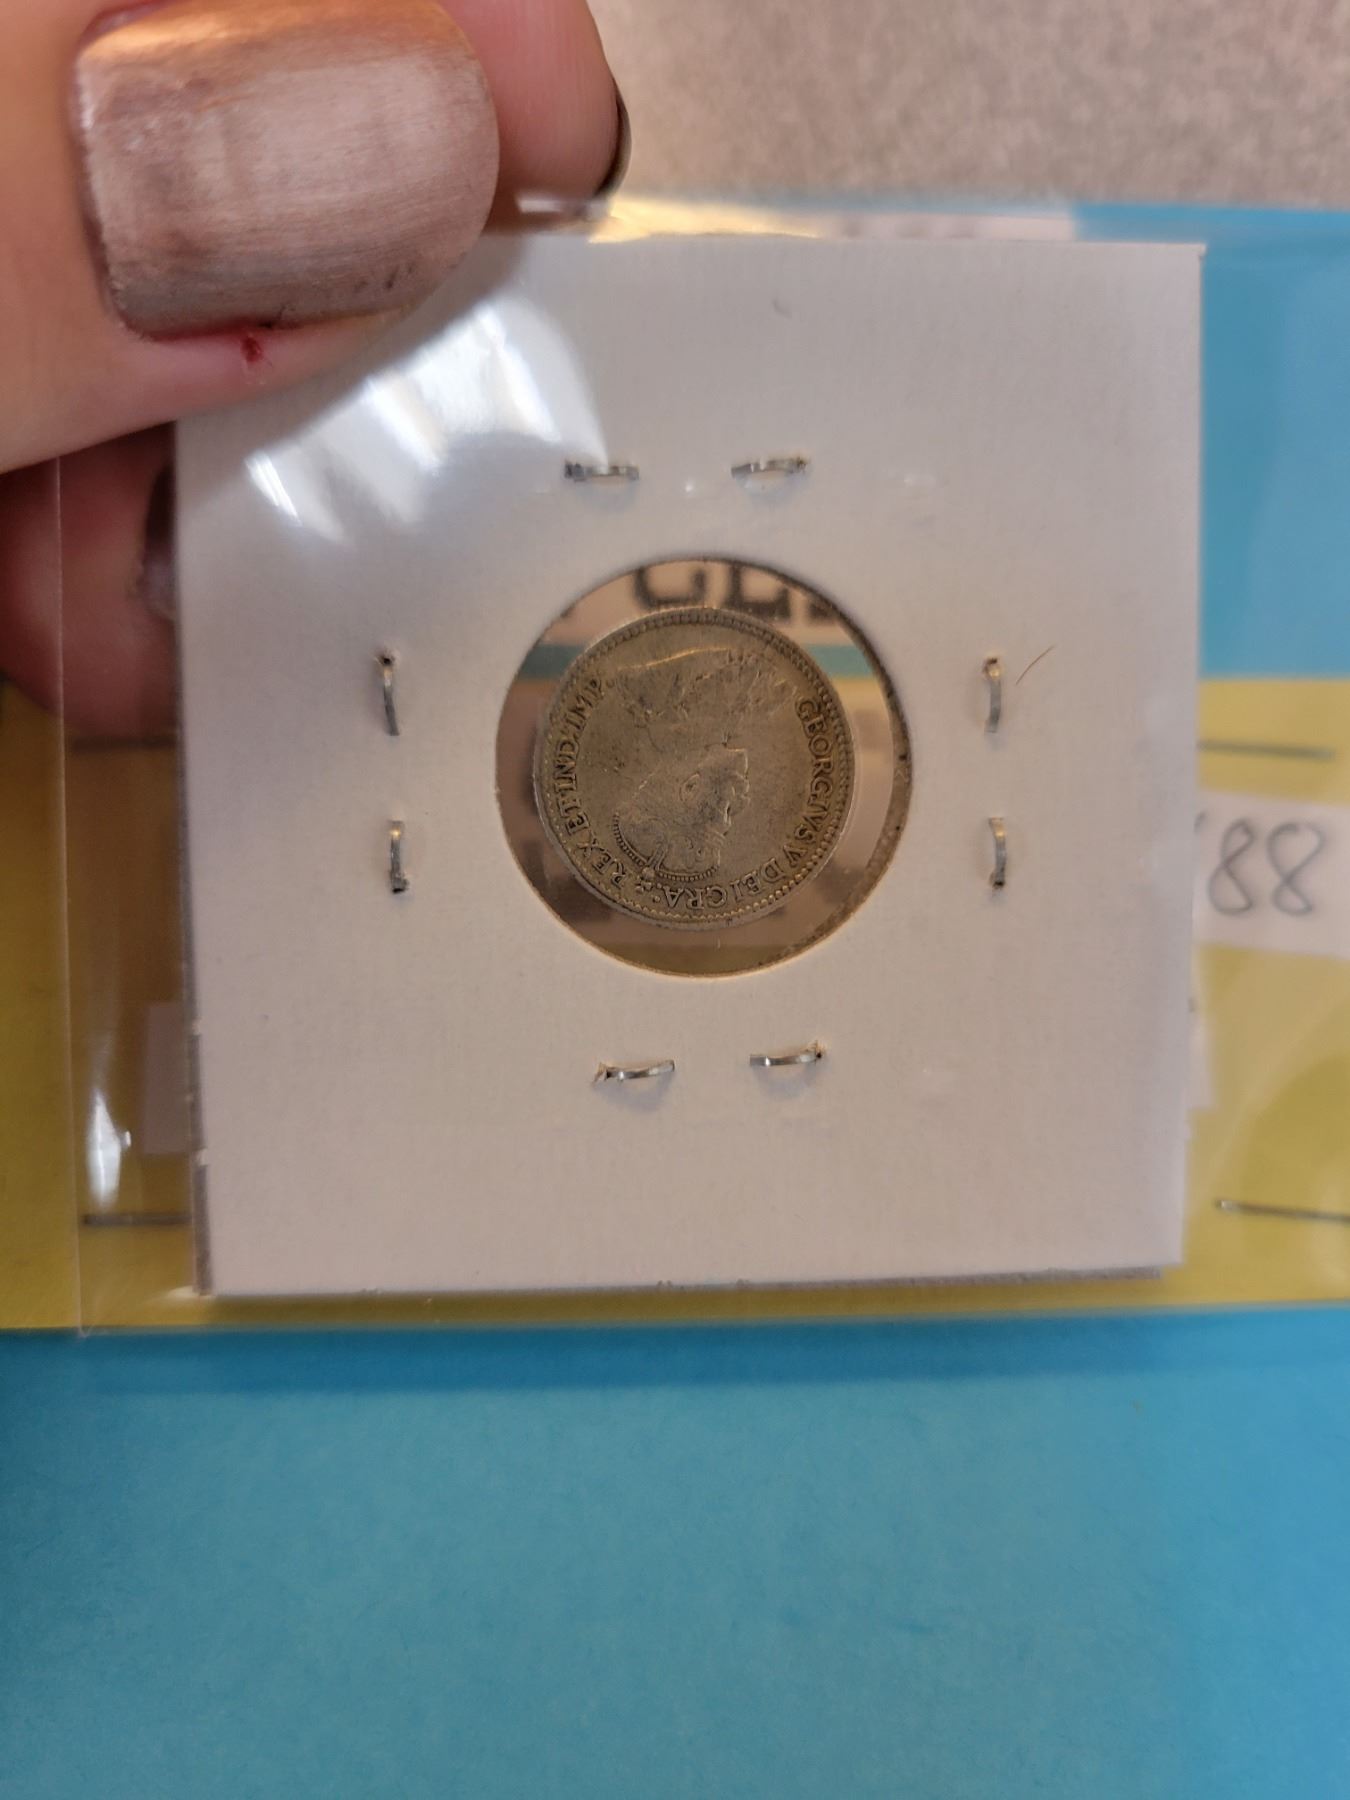 GEORGIVS V DEI GRA: REX ET IND: IMP.
88